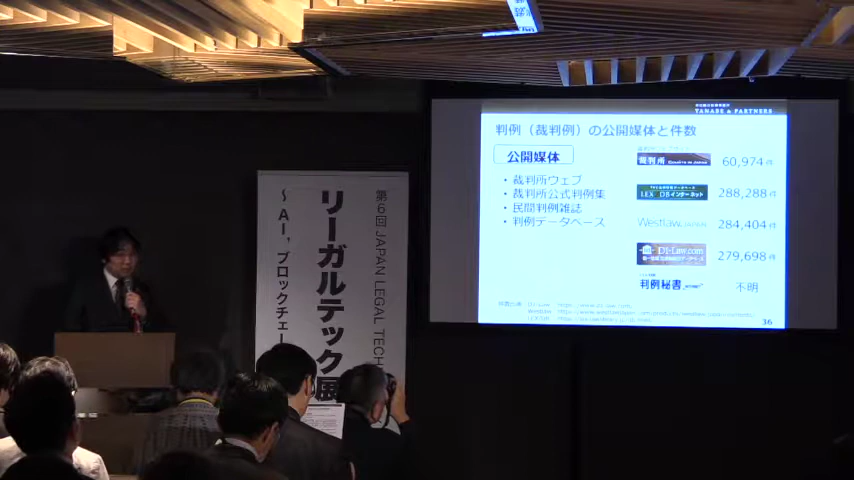 TANABE & PARTNERS
判例（裁判例）の公開媒体と件数
公開媒体
・裁判所ウェブ
・裁判所公式判例集
・民間判例雑誌
・判例データベース
裁判所 COURTS IN JAPAN
60,974件
LEX/DBインターネット
288,288件
Westlaw JAPAN
284,404件
D1-Law.com
279,698件
判例秘書
不明
36
第6回 JAPAN LEGAL TECH
リーガルテック展
～AI，ブロックチェー